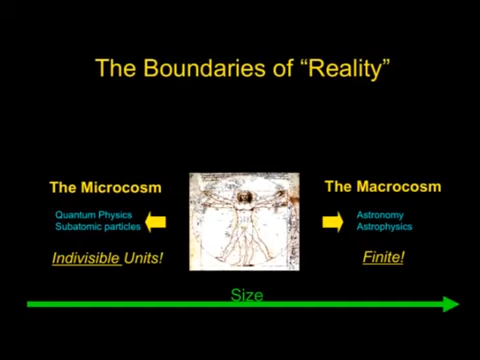 The Boundaries of “Reality”
The Microcosm
The Macrocosm
Quantum Physics
Subatomic particles
Astronomy
Astrophysics
Indivisible Units!
Finite!
Size